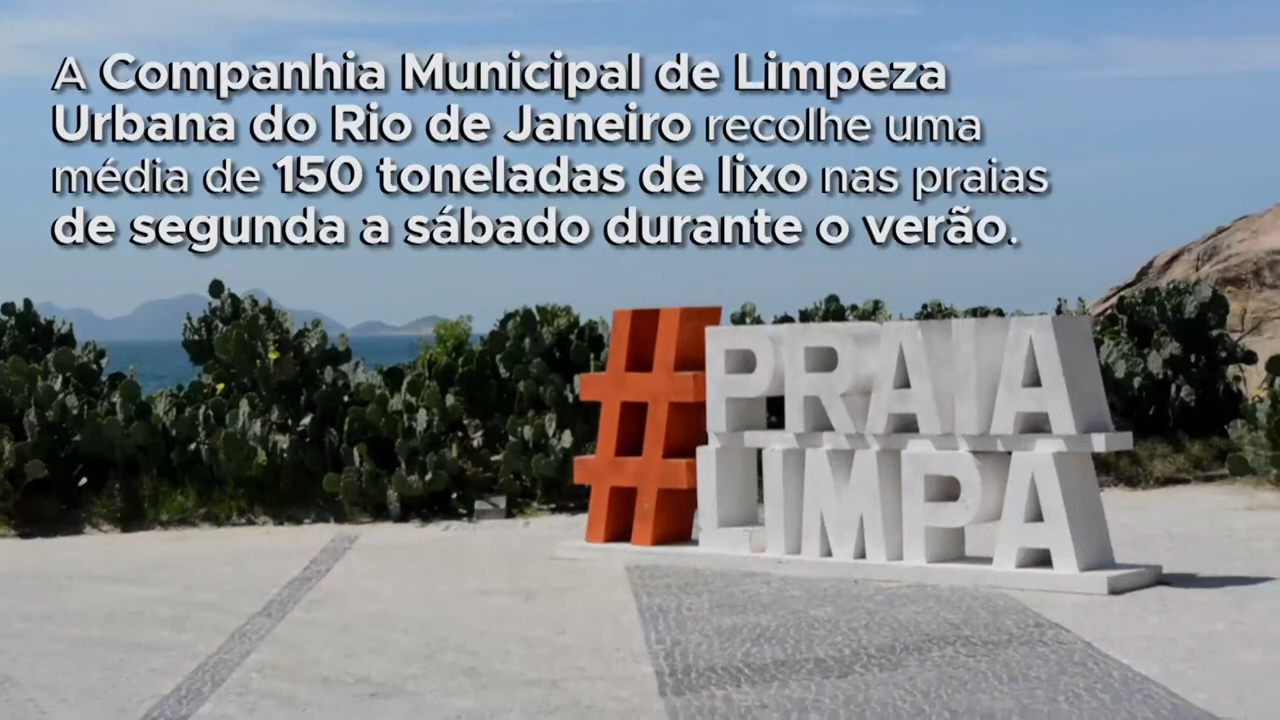 A Companhia Municipal de Limpeza
Urbana do Rio de Janeiro recolhe uma
média de 150 toneladas de lixo nas praias
de segunda a sábado durante o verão.
#PRAIA
LIMPA